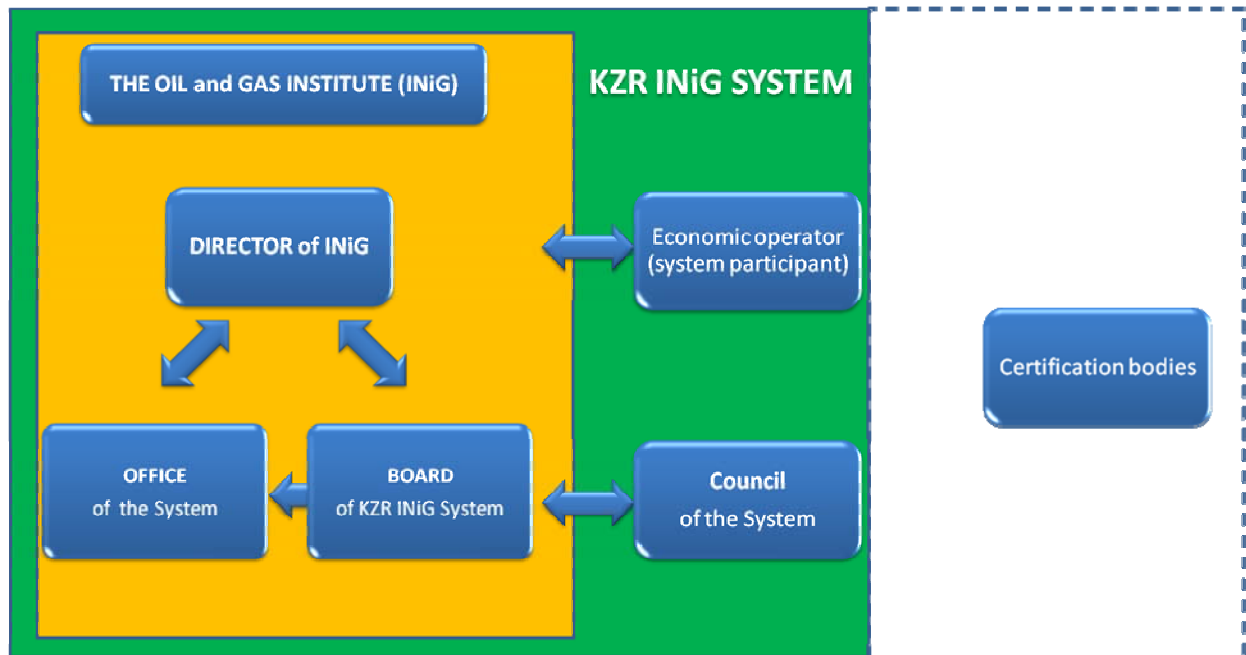 THE OIL and GAS INSTITUTE (INiG)
KZR INiG SYSTEM
DIRECTOR of INiG
Economic operator
(system participant)
Certification bodies
OFFICE
of the System
BOARD
of KZR INiG System
Council
of the System